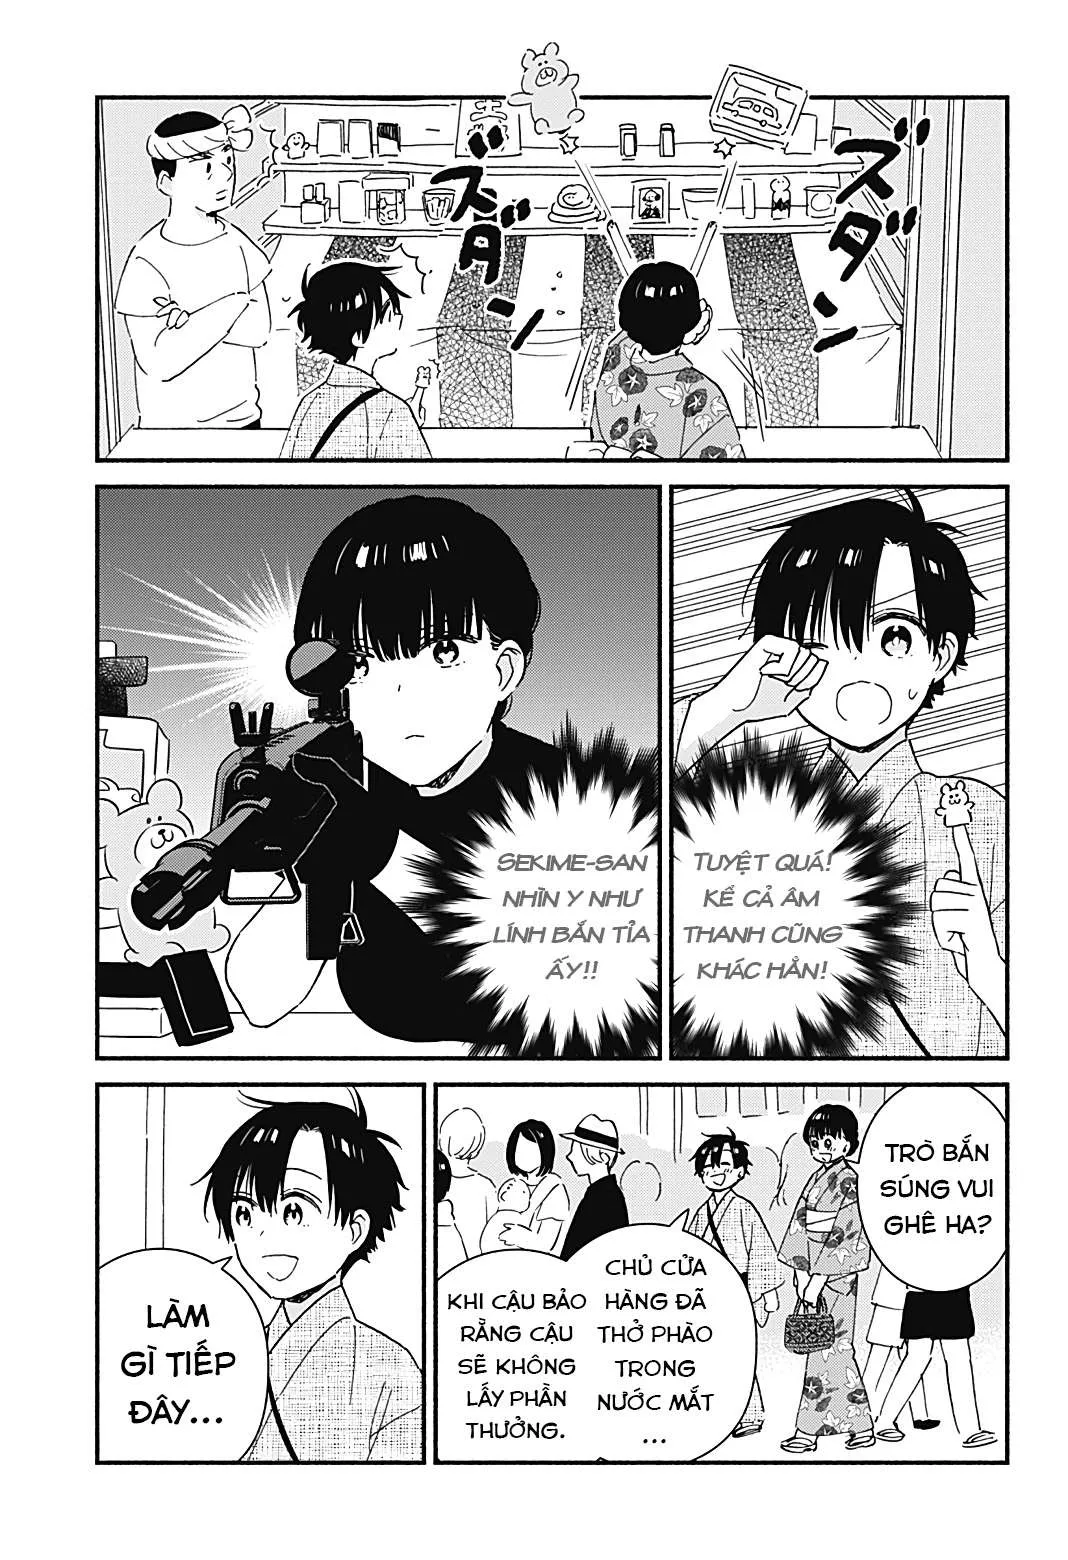 ズダン
ズダン
TUYỆT QUÁ!
KỂ CẢ ÂM
THANH CŨNG
KHÁC HẲN!
SEKIME-SAN
NHÌN Y NHƯ
LÍNH BẮN TỈA
ẤY!!
TRÒ BẮN
SÚNG VUI
GHÊ HA?
CHỦ CỬA
HÀNG ĐÃ
THỞ PHÀO
TRONG
NƯỚC MẮT
...
KHI CẬU BẢO
RẰNG CẬU
SẼ KHÔNG
LẤY PHẦN
THƯỞNG.
LÀM
GÌ TIẾP
ĐÂY...